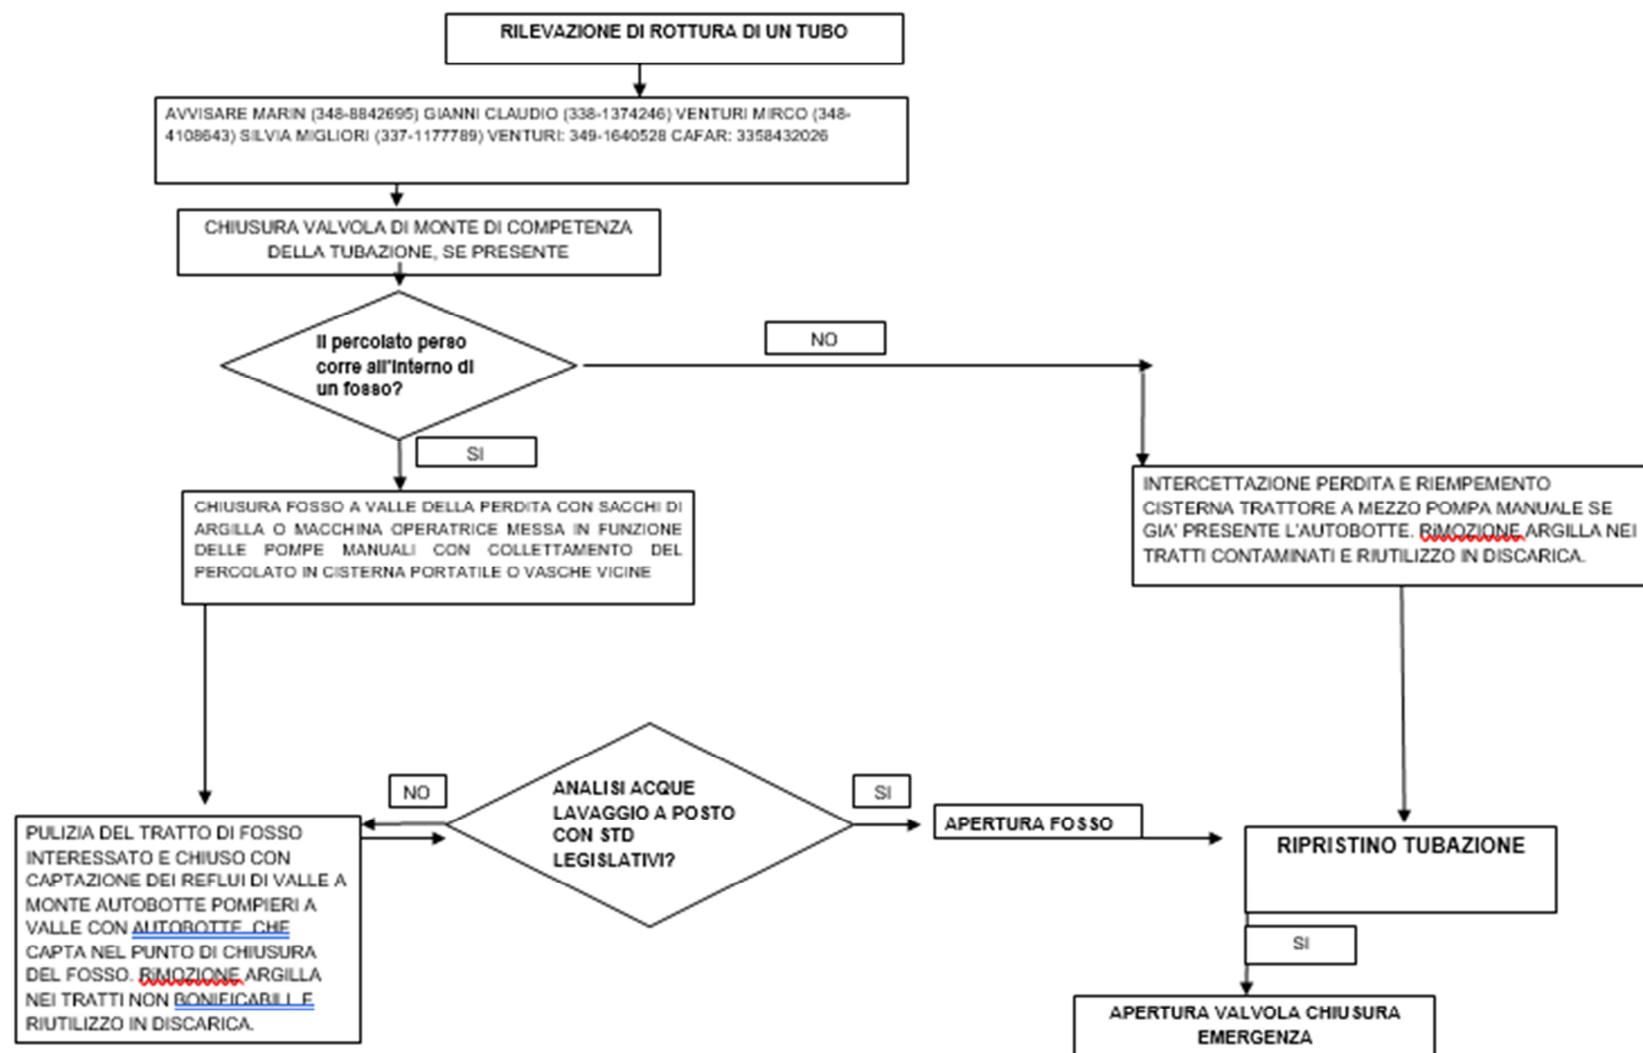 RILEVAZIONE DI ROTTURA DI UN TUBO
AVVISARE MARIN (348-8842695) GIANNI CLAUDIO (338-1374246) VENTURI MIRCO (348-
4108643) SILVIA MIGLIORI (337-1177789) VENTURI: 349-1640528 CAFAR: 3358432026
CHIUSURA VALVOLA DI MONTE DI COMPETENZA
DELLA TUBAZIONE, SE PRESENTE
Il percolato perso
corre all'interno di
un fosso?
NO
SI
CHIUSURA FOSSO A VALLE DELLA PERDITA CON SACCHI DI
ARGILLA O MACCHINA OPERATRICE MESSA IN FUNZIONE
DELLE POMPE MANUALI CON COLLETTAMENTO DEL
PERCOLATO IN CISTERNA PORTATILE O VASCHE VICINE
INTERCETTAZIONE PERDITA E RIEMPEMENTO
CISTERNA TRATTORE A MEZZO POMPA MANUALE SE
GIA' PRESENTE L'AUTOBOTTE. RiMOZIONE ARGILLA NEI
TRATTI CONTAMINATI E RIUTILIZZO IN DISCARICA.
PULIZIA DEL TRATTO DI FOSSO
INTERESSATO E CHIUSO CON
CAPTAZIONE DEI REFLUI DI VALLE A
MONTE AUTOBOTTE POMPIERI A
VALLE CON AUTOBOTTE CHE
CAPTA NEL PUNTO DI CHIUSURA
DEL FOSSO. RiMOZIONE ARGILLA
NEI TRATTI NON BONIFICABILI E
RIUTILIZZO IN DISCARICA.
NO
ANALISI ACQUE
LAVAGGIO A POSTO
CON STD
LEGISLATIVI?
SI
APERTURA FOSSO
RIPRISTINO TUBAZIONE
SI
APERTURA VALVOLA CHIUSURA
EMERGENZA